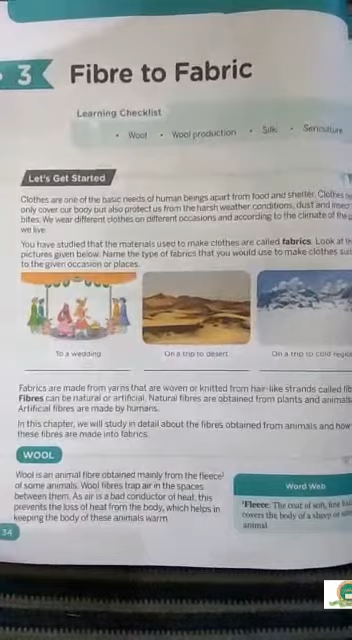 3 Fibre to Fabric
Learning Checklist
• Wool • Wool production • Silk • Sericulture
Let's Get Started
Clothes are one of the basic needs of human beings apart from food and shelter. Clothes
only cover our body but also protect us from the harsh weather conditions, dust and insect
bites. We wear different clothes on different occasions and according to the climate of the
we live.
You have studied that the materials used to make clothes are called fabrics. Look at the
pictures given below. Name the type of fabrics that you would use to make clothes
to the given occasion or places.
To a wedding
On a trip to desert
On a trip to cold region
Fabrics are made from yarns that are woven or knitted from hair-like strands called
Fibres can be natural or artificial. Natural fibres are obtained from plants and animals
Artificial fibres are made by humans.
In this chapter, we will study in detail about the fibres obtained from animals and how
these fibres are made into fabrics.
WOOL
Wool is an animal fibre obtained mainly from the fleece¹
of some animals. Wool fibres trap air in the spaces
between them. As air is a bad conductor of heat, this
prevents the loss of heat from the body, which helps in
keeping the body of these animals warm.
Word Web
¹Fleece: The coat of soft, fine
covers the body of a sheep or
animal
34